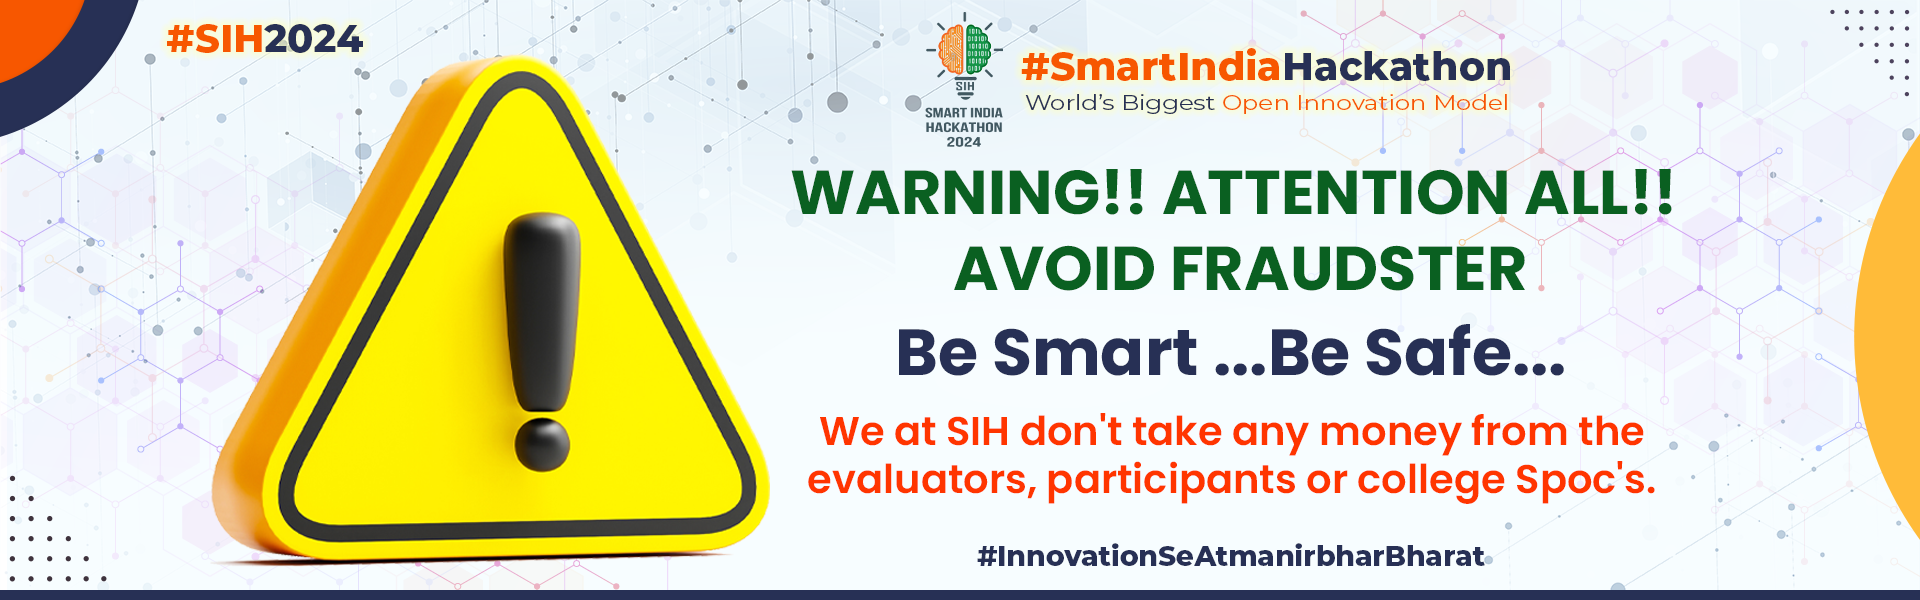 #SIH2024
SIH
SMART INDIA
HACKATHON
2024
#SmartIndiaHackathon
World's Biggest Open Innovation Model
WARNING!! ATTENTION ALL!!
AVOID FRAUDSTER
Be Smart ...Be Safe...
We at SIH don't take any money from the
evaluators, participants or college Spoc's.
#InnovationSeAtmanirbharBharat